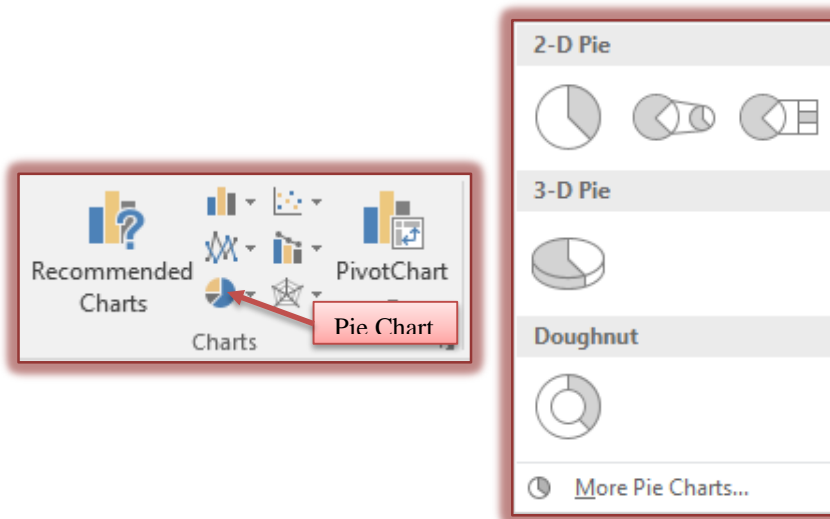 Recommended
Charts
PivotChart
Pie Chart
Charts
2-D Pie
3-D Pie
Doughnut
More Pie Charts...